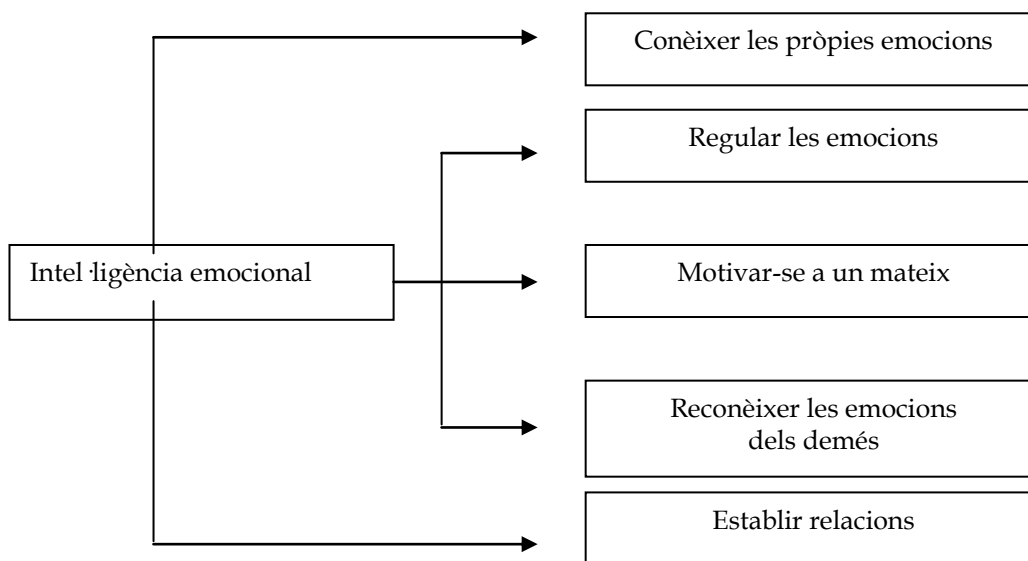 Conèixer les pròpies emocions
Regular les emocions
Intel·ligència emocional
Motivar-se a un mateix
Reconèixer les emocions
dels demés
Establir relacions